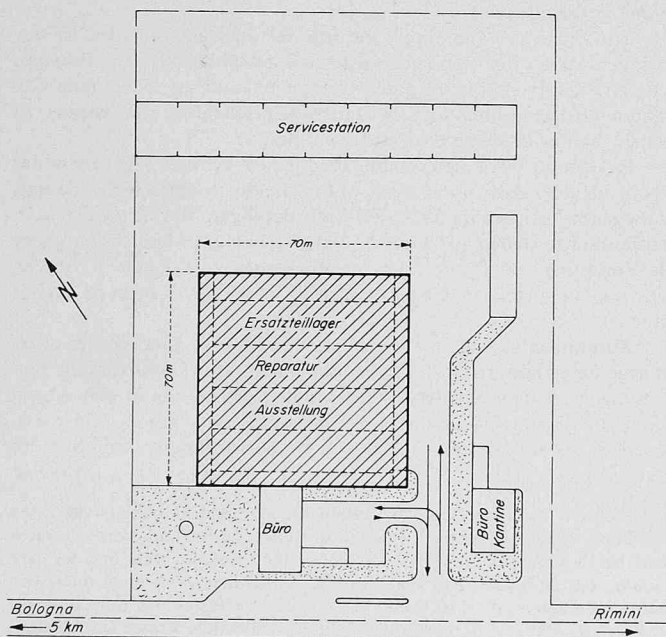 Servicestation
70m
N
70m
Ersatzteillager
Reparatur
Ausstellung
Büro
Büro
Kantine
Bologna
5 km
Rimini